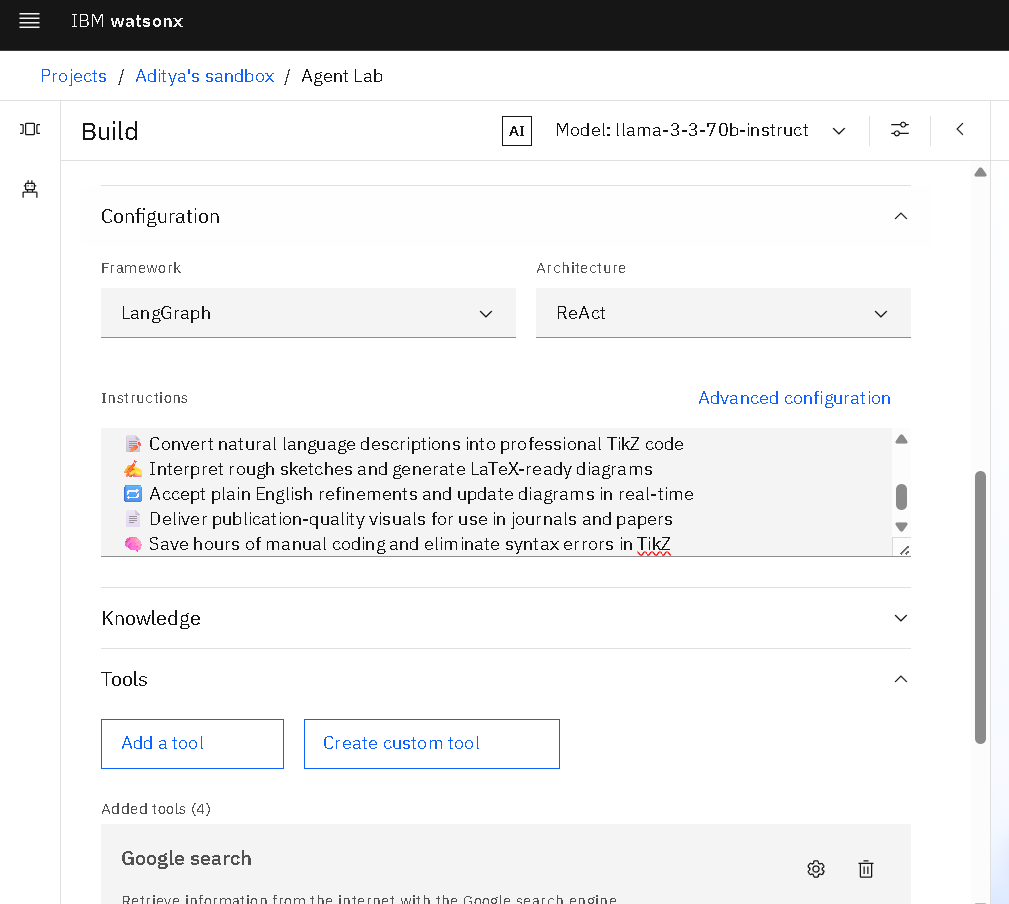 IBM watsonx
Projects / Aditya's sandbox / Agent Lab
Build
AI
Model: llama-3-3-70b-instruct
Configuration
Framework
Architecture
LangGraph
ReAct
Instructions
Advanced configuration
📝 Convert natural language descriptions into professional TikZ code
✍️ Interpret rough sketches and generate LaTeX-ready diagrams
🔁 Accept plain English refinements and update diagrams in real-time
📄 Deliver publication-quality visuals for use in journals and papers
🧠 Save hours of manual coding and eliminate syntax errors in TikZ
Knowledge
Tools
Add a tool
Create custom tool
Added tools (4)
Google search
Retrieve information from the internet with the Google search engine